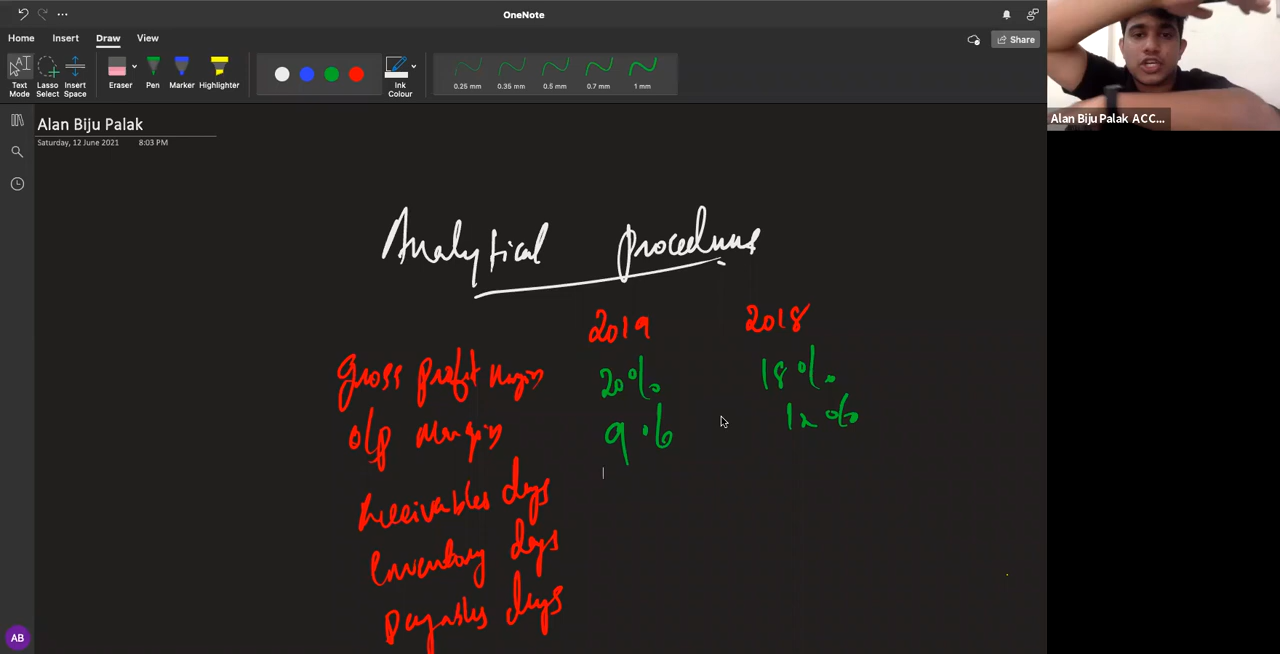 OneNote
Home Insert Draw View
Share
Text Mode
Lasso Select
Insert Space
Eraser
Pen
Marker
Highlighter
Ink Colour
0.25 mm
0.35 mm
0.5 mm
0.7 mm
1 mm
Alan Biju Palak ACC...
Alan Biju Palak
Saturday, 12 June 2021 8:03 PM
Analytical procedures
2019 2018
Gross profit Margin 20% 18%
O/p Margin 9% 12%
Receivables days
Inventory days
Payables days
AB